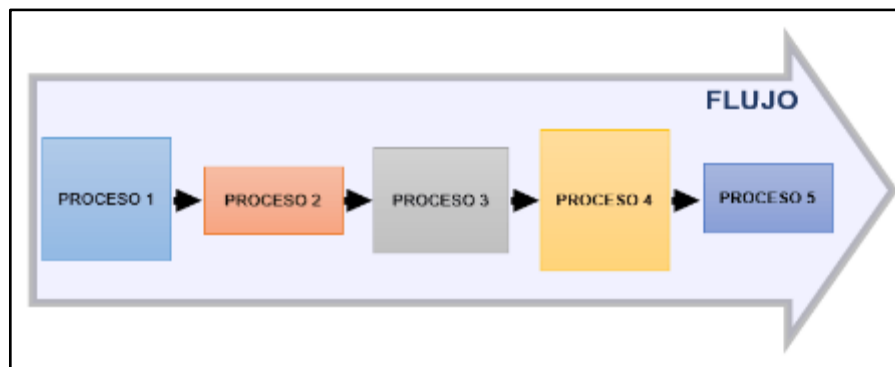 FLUJO
PROCESO 1
PROCESO 2
PROCESO 3
PROCESO 4
PROCESO 5